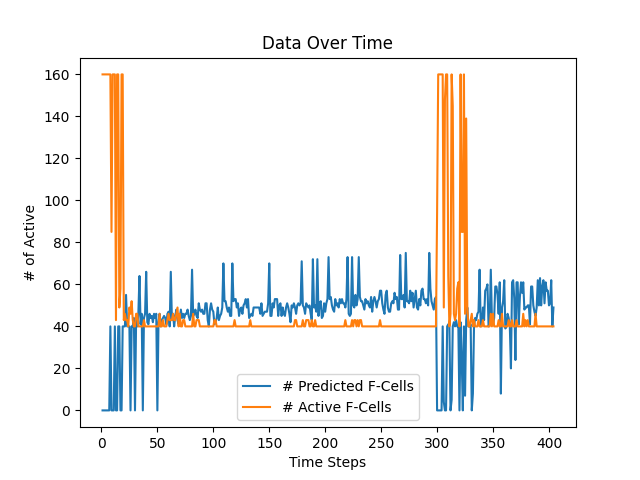 Data Over Time
# of Active
160
140
120
100
80
60
40
20
0
# Predicted F-Cells
# Active F-Cells
0 50 100 150 200 250 300 350 400
Time Steps